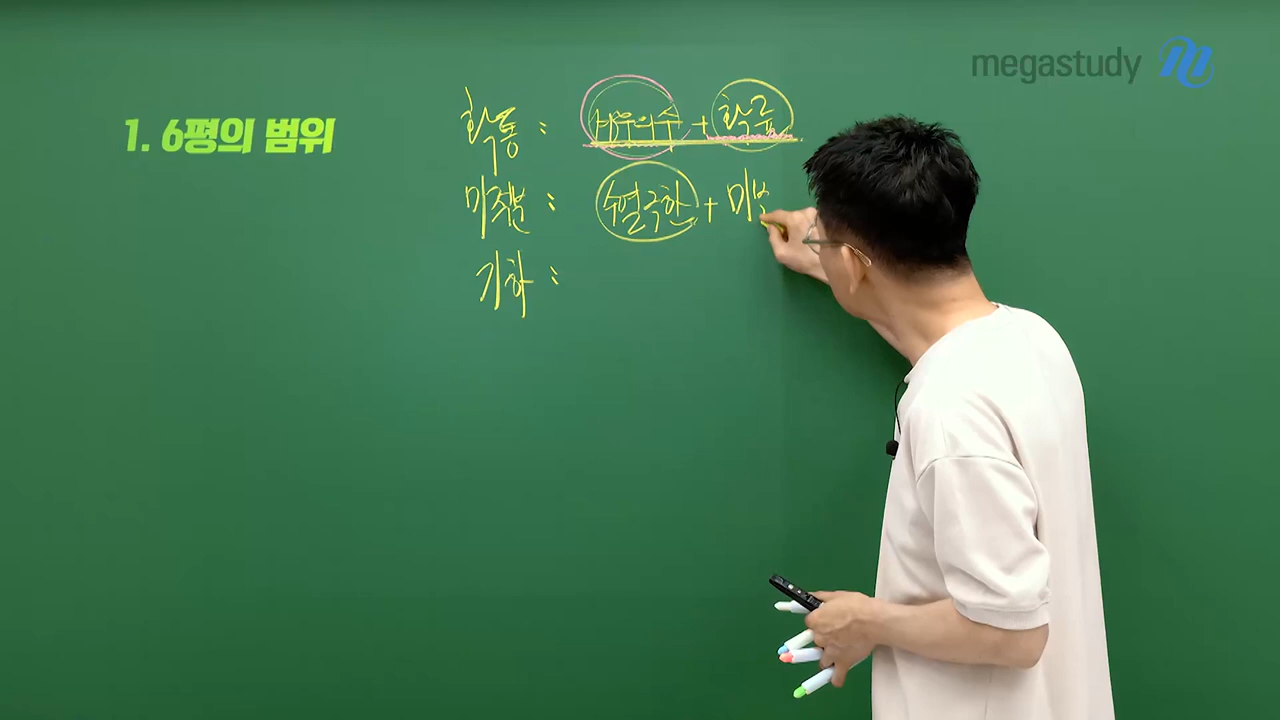 megastudy
1. 6평의 범위
확통 : 경우의수 + 확률
미적분 : 수열극한 + 미분
기하 :